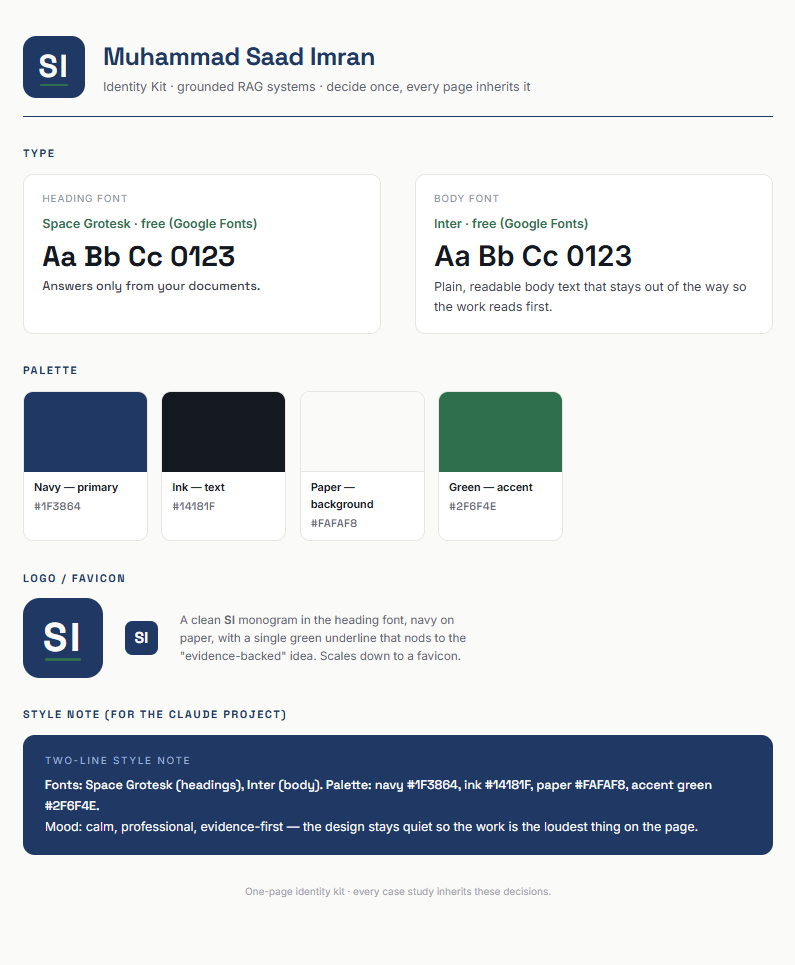 SI
Muhammad Saad Imran
Identity Kit · grounded RAG systems · decide once, every page inherits it
TYPE
HEADING FONT
Space Grotesk · free (Google Fonts)
Aa Bb Cc 0123
Answers only from your documents.
BODY FONT
Inter · free (Google Fonts)
Aa Bb Cc 0123
Plain, readable body text that stays out of the way so
the work reads first.
PALETTE
Navy — primary
#1F3864
Ink — text
#14181F
Paper —
background
#FAFAF8
Green — accent
#2F6F4E
LOGO / FAVICON
SI
SI
A clean SI monogram in the heading font, navy on
paper, with a single green underline that nods to the
"evidence-backed" idea. Scales down to a favicon.
STYLE NOTE (FOR THE CLAUDE PROJECT)
TWO-LINE STYLE NOTE
Fonts: Space Grotesk (headings), Inter (body). Palette: navy #1F3864, ink #14181F, paper #FAFAF8, accent green
#2F6F4E.
Mood: calm, professional, evidence-first — the design stays quiet so the work is the loudest thing on the page.
One-page identity kit · every case study inherits these decisions.